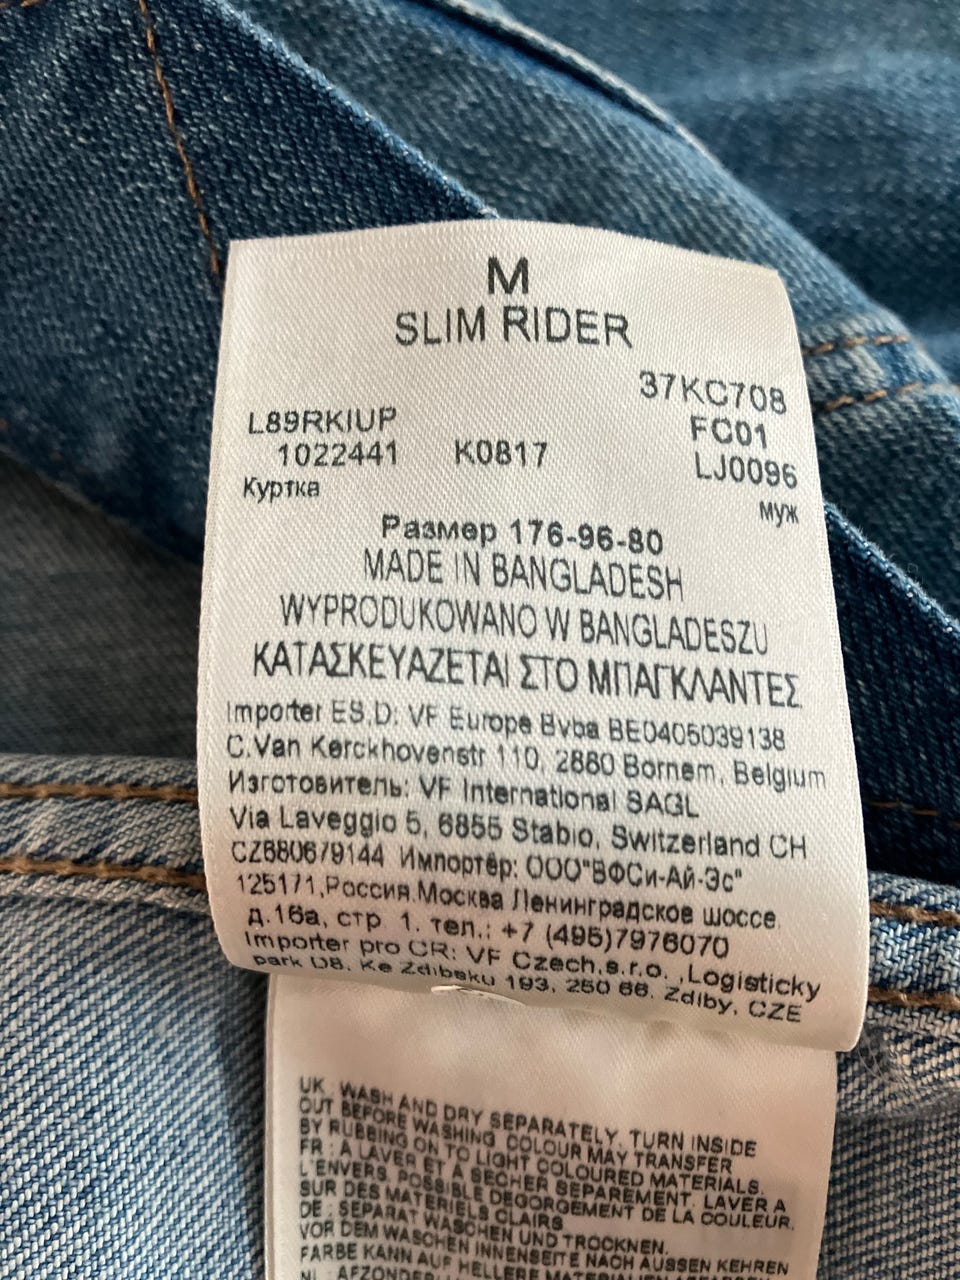 M
SLIM RIDER
37KC708
L89RKIUP FC01
1022441 K0817 LJ0096
Куртка муж
Размер 176-96-80
MADE IN BANGLADESH
WYPRODUKOWANO W BANGLADESZU
ΚΑΤΑΣΚΕΥΑΖΕΤΑΙ ΣΤΟ ΜΠΑΓΚΛΑΝΤΕΣ
Importer ES.D: VF Europe Bvba BE0405039138
C.Van Kerckhovenstr 110, 2880 Bornem, Belgium
Изготовитель: VF International SAGL
Via Laveggio 5, 6855 Stabio, Switzerland CH
CZ680679144 Импортёр: ООО"ВФСи-Ай-Эс"
125171,Россия.Москва Ленинградское шоссе
д.16а, стр 1, тел.: +7 (495)7976070
Importer pro CR: VF Czech,s.r.o. ,Logisticky
park D8, Ke Zdibsku 193, 250 66, Zdiby, CZE
UK : WASH AND DRY SEPARATELY. TURN INSIDE
OUT BEFORE WASHING. COLOUR MAY TRANSFER
BY RUBBING ON TO LIGHT COLOURED MATERIALS.
FR : A LAVER ET A SECHER SEPAREMENT, LAVER A
L'ENVERS. POSSIBLE DEGORGEMENT DE LA COULEUR.
SUR DES MATERIELS CLAIRS
DE : SEPARAT WASCHEN UND TROCKNEN.
VOR DEM WASCHEN INNENSEITE NACH AUSSEN KEHREN
FARBE KANN AUF HELLERE MATERIALIEN
NL : AFZONDERLIJK